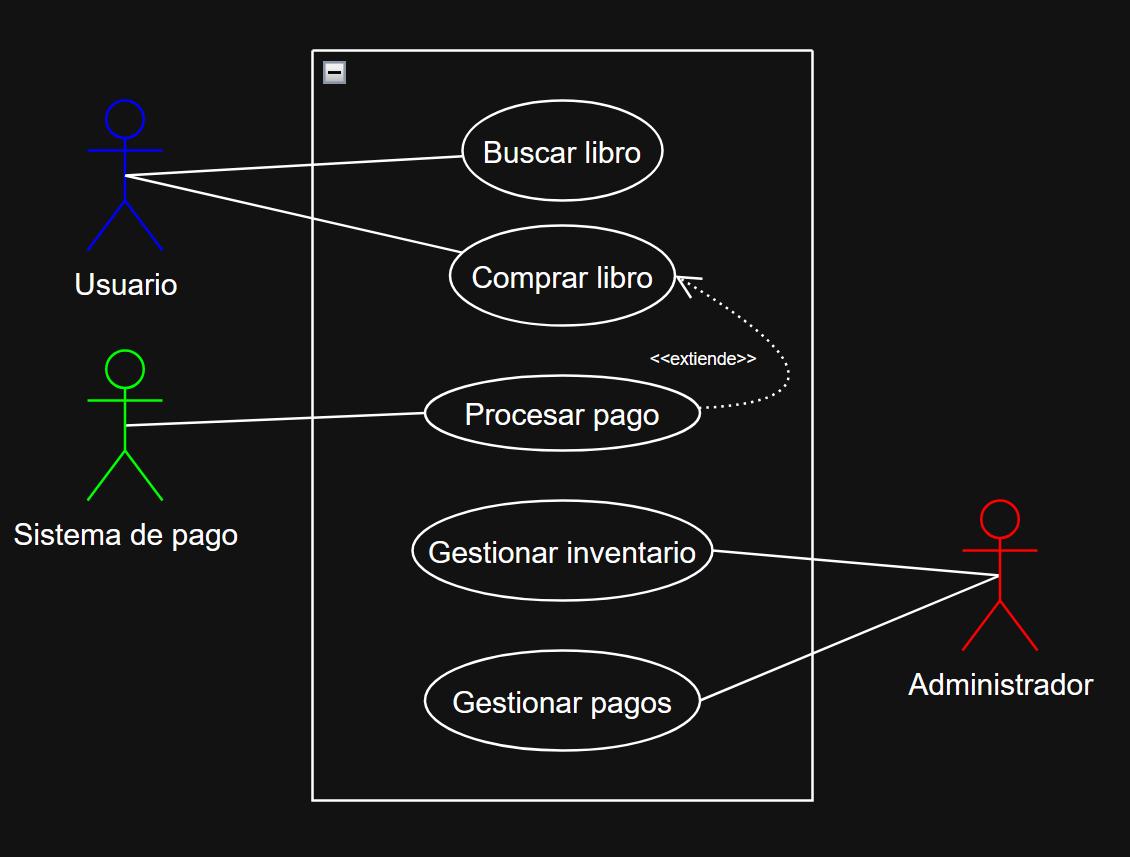 Buscar libro
Usuario
Comprar libro
<<extiende>>
Procesar pago
Sistema de pago
Gestionar inventario
Administrador
Gestionar pagos